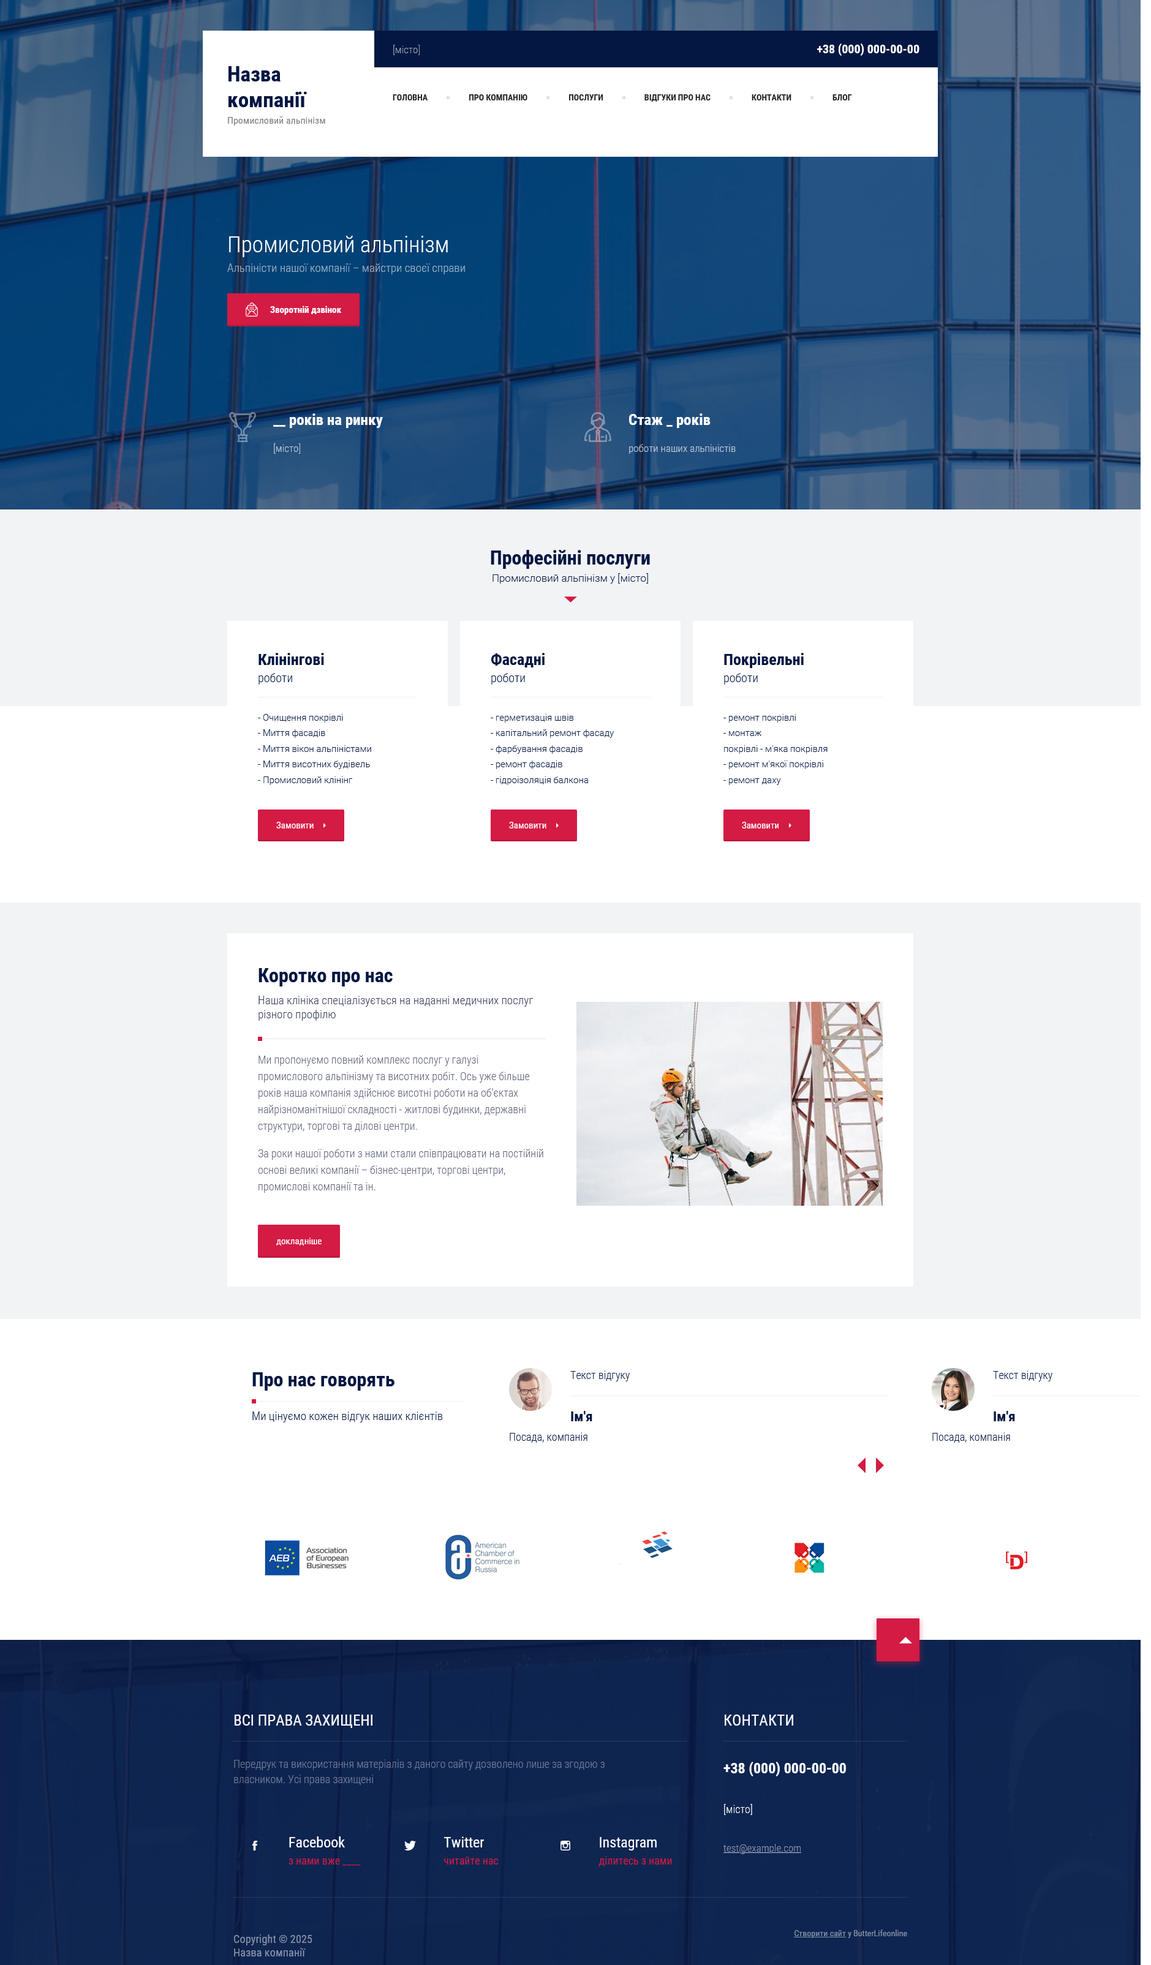 [місто]
+38 (000) 000-00-00
Назва
компанії
Промисловий альпінізм
ГОЛОВНА
ПРО КОМПАНІЮ
ПОСЛУГИ
ВІДГУКИ ПРО НАС
КОНТАКТИ
БЛОГ
Промисловий альпінізм
Альпіністи нашої компанії – майстри своєї справи
Зворотній дзвінок
__ років на ринку
[місто]
Стаж _ років
роботи наших альпіністів
Професійні послуги
Промисловий альпінізм у [місто]
Клінінгові
роботи
- Очищення покрівлі
- Миття фасадів
- Миття вікон альпіністами
- Миття висотних будівель
- Промисловий клінінг
Замовити
Фасадні
роботи
- герметизація швів
- капітальний ремонт фасаду
- фарбування фасадів
- ремонт фасадів
- гідроізоляція балкона
Замовити
Покрівельні
роботи
- ремонт покрівлі
- монтаж
покрівлі - м'яка покрівля
- ремонт м'якої покрівлі
- ремонт даху
Замовити
Коротко про нас
Наша клініка спеціалізується на наданні медичних послуг
різного профілю
Ми пропонуємо повний комплекс послуг у галузі
промислового альпінізму та висотних робіт. Ось уже більше
років наша компанія здійснює висотні роботи на об'єктах
найрізноманітнішої складності - житлові будинки, державні
структури, торгові та ділові центри.
За роки нашої роботи з нами стали співпрацювати на постійній
основі великі компанії – бізнес-центри, торгові центри,
промислові компанії та ін.
докладніше
Про нас говорять
Ми цінуємо кожен відгук наших клієнтів
Текст відгуку
Ім'я
Посада, компанія
Текст відгуку
Ім'я
Посада, компанія
AEB
Association
of European
Businesses
a
American
Chamber of
Commerce in
Russia
[D]
ВСІ ПРАВА ЗАХИЩЕНІ
Передрук та використання матеріалів з даного сайту дозволено лише за згодою з
власником. Усі права захищені
Facebook
з нами вже ____
Twitter
читайте нас
Instagram
ділитесь з нами
КОНТАКТИ
+38 (000) 000-00-00
[місто]
test@example.com
Copyright © 2025
Назва компанії
Створити сайт у ButterLifeonline